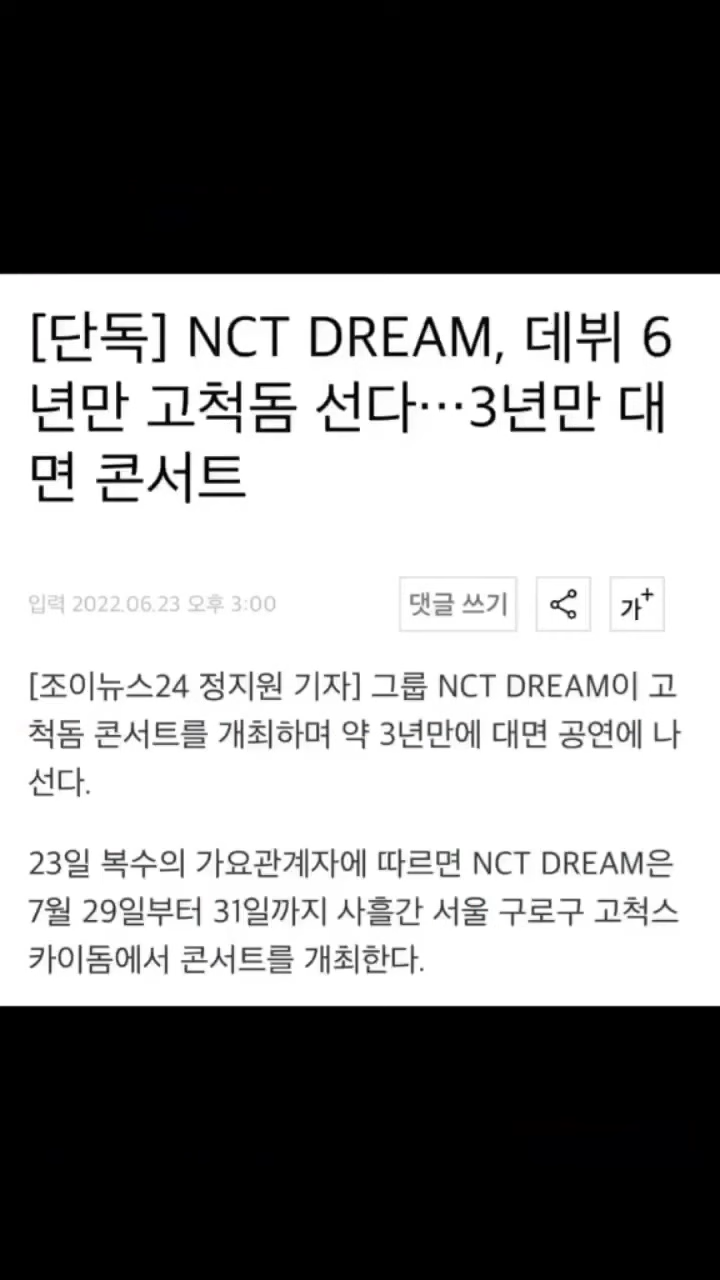 [단독] NCT DREAM, 데뷔 6
년만 고척돔 선다…3년만 대
면 콘서트
입력 2022.06.23 오후 3:00
댓글 쓰기
가+
[조이뉴스24 정지원 기자] 그룹 NCT DREAM이 고
척돔 콘서트를 개최하며 약 3년만에 대면 공연에 나
선다.
23일 복수의 가요관계자에 따르면 NCT DREAM은
7월 29일부터 31일까지 사흘간 서울 구로구 고척스
카이돔에서 콘서트를 개최한다.